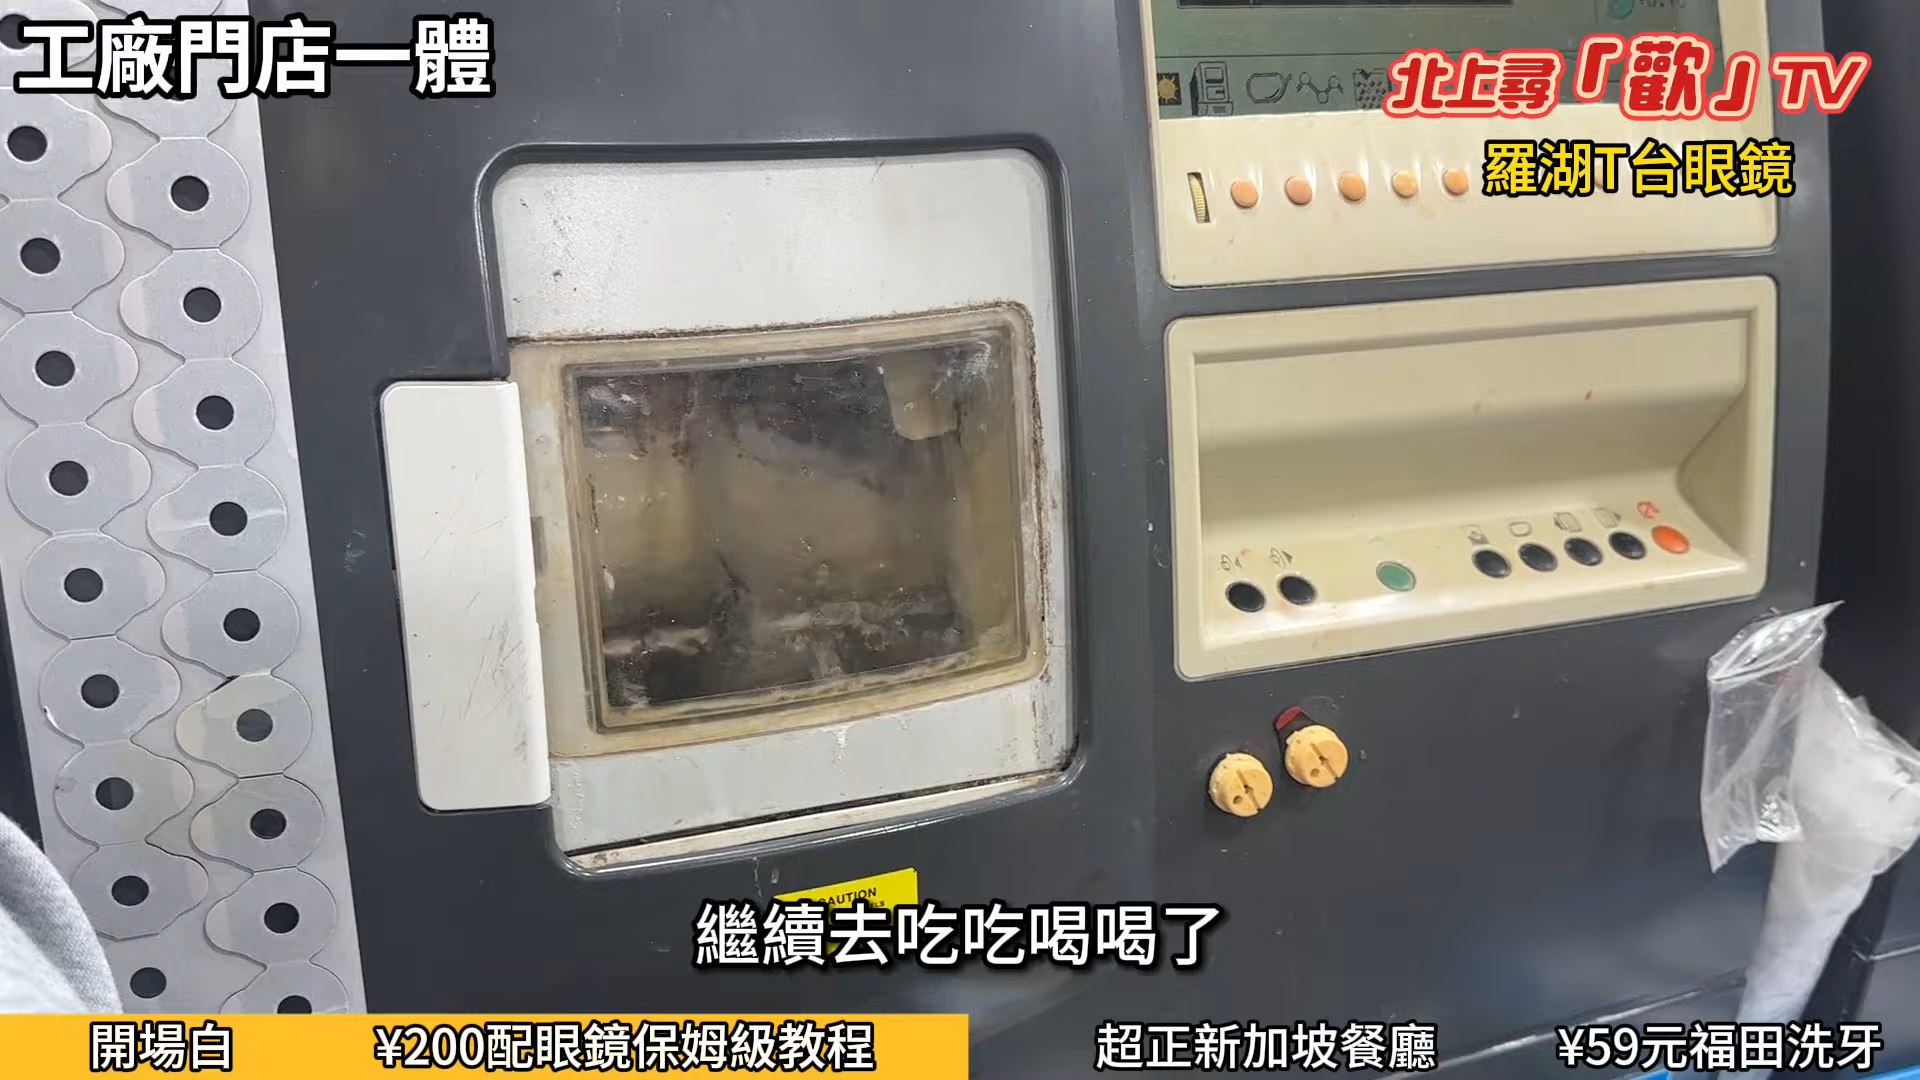 工廠門店一體
北上尋「歡」TV
羅湖T台眼鏡
CAUTION
繼續去吃吃喝喝了
開場白
¥200配眼鏡保姆級教程
超正新加坡餐廳
¥59元福田洗牙